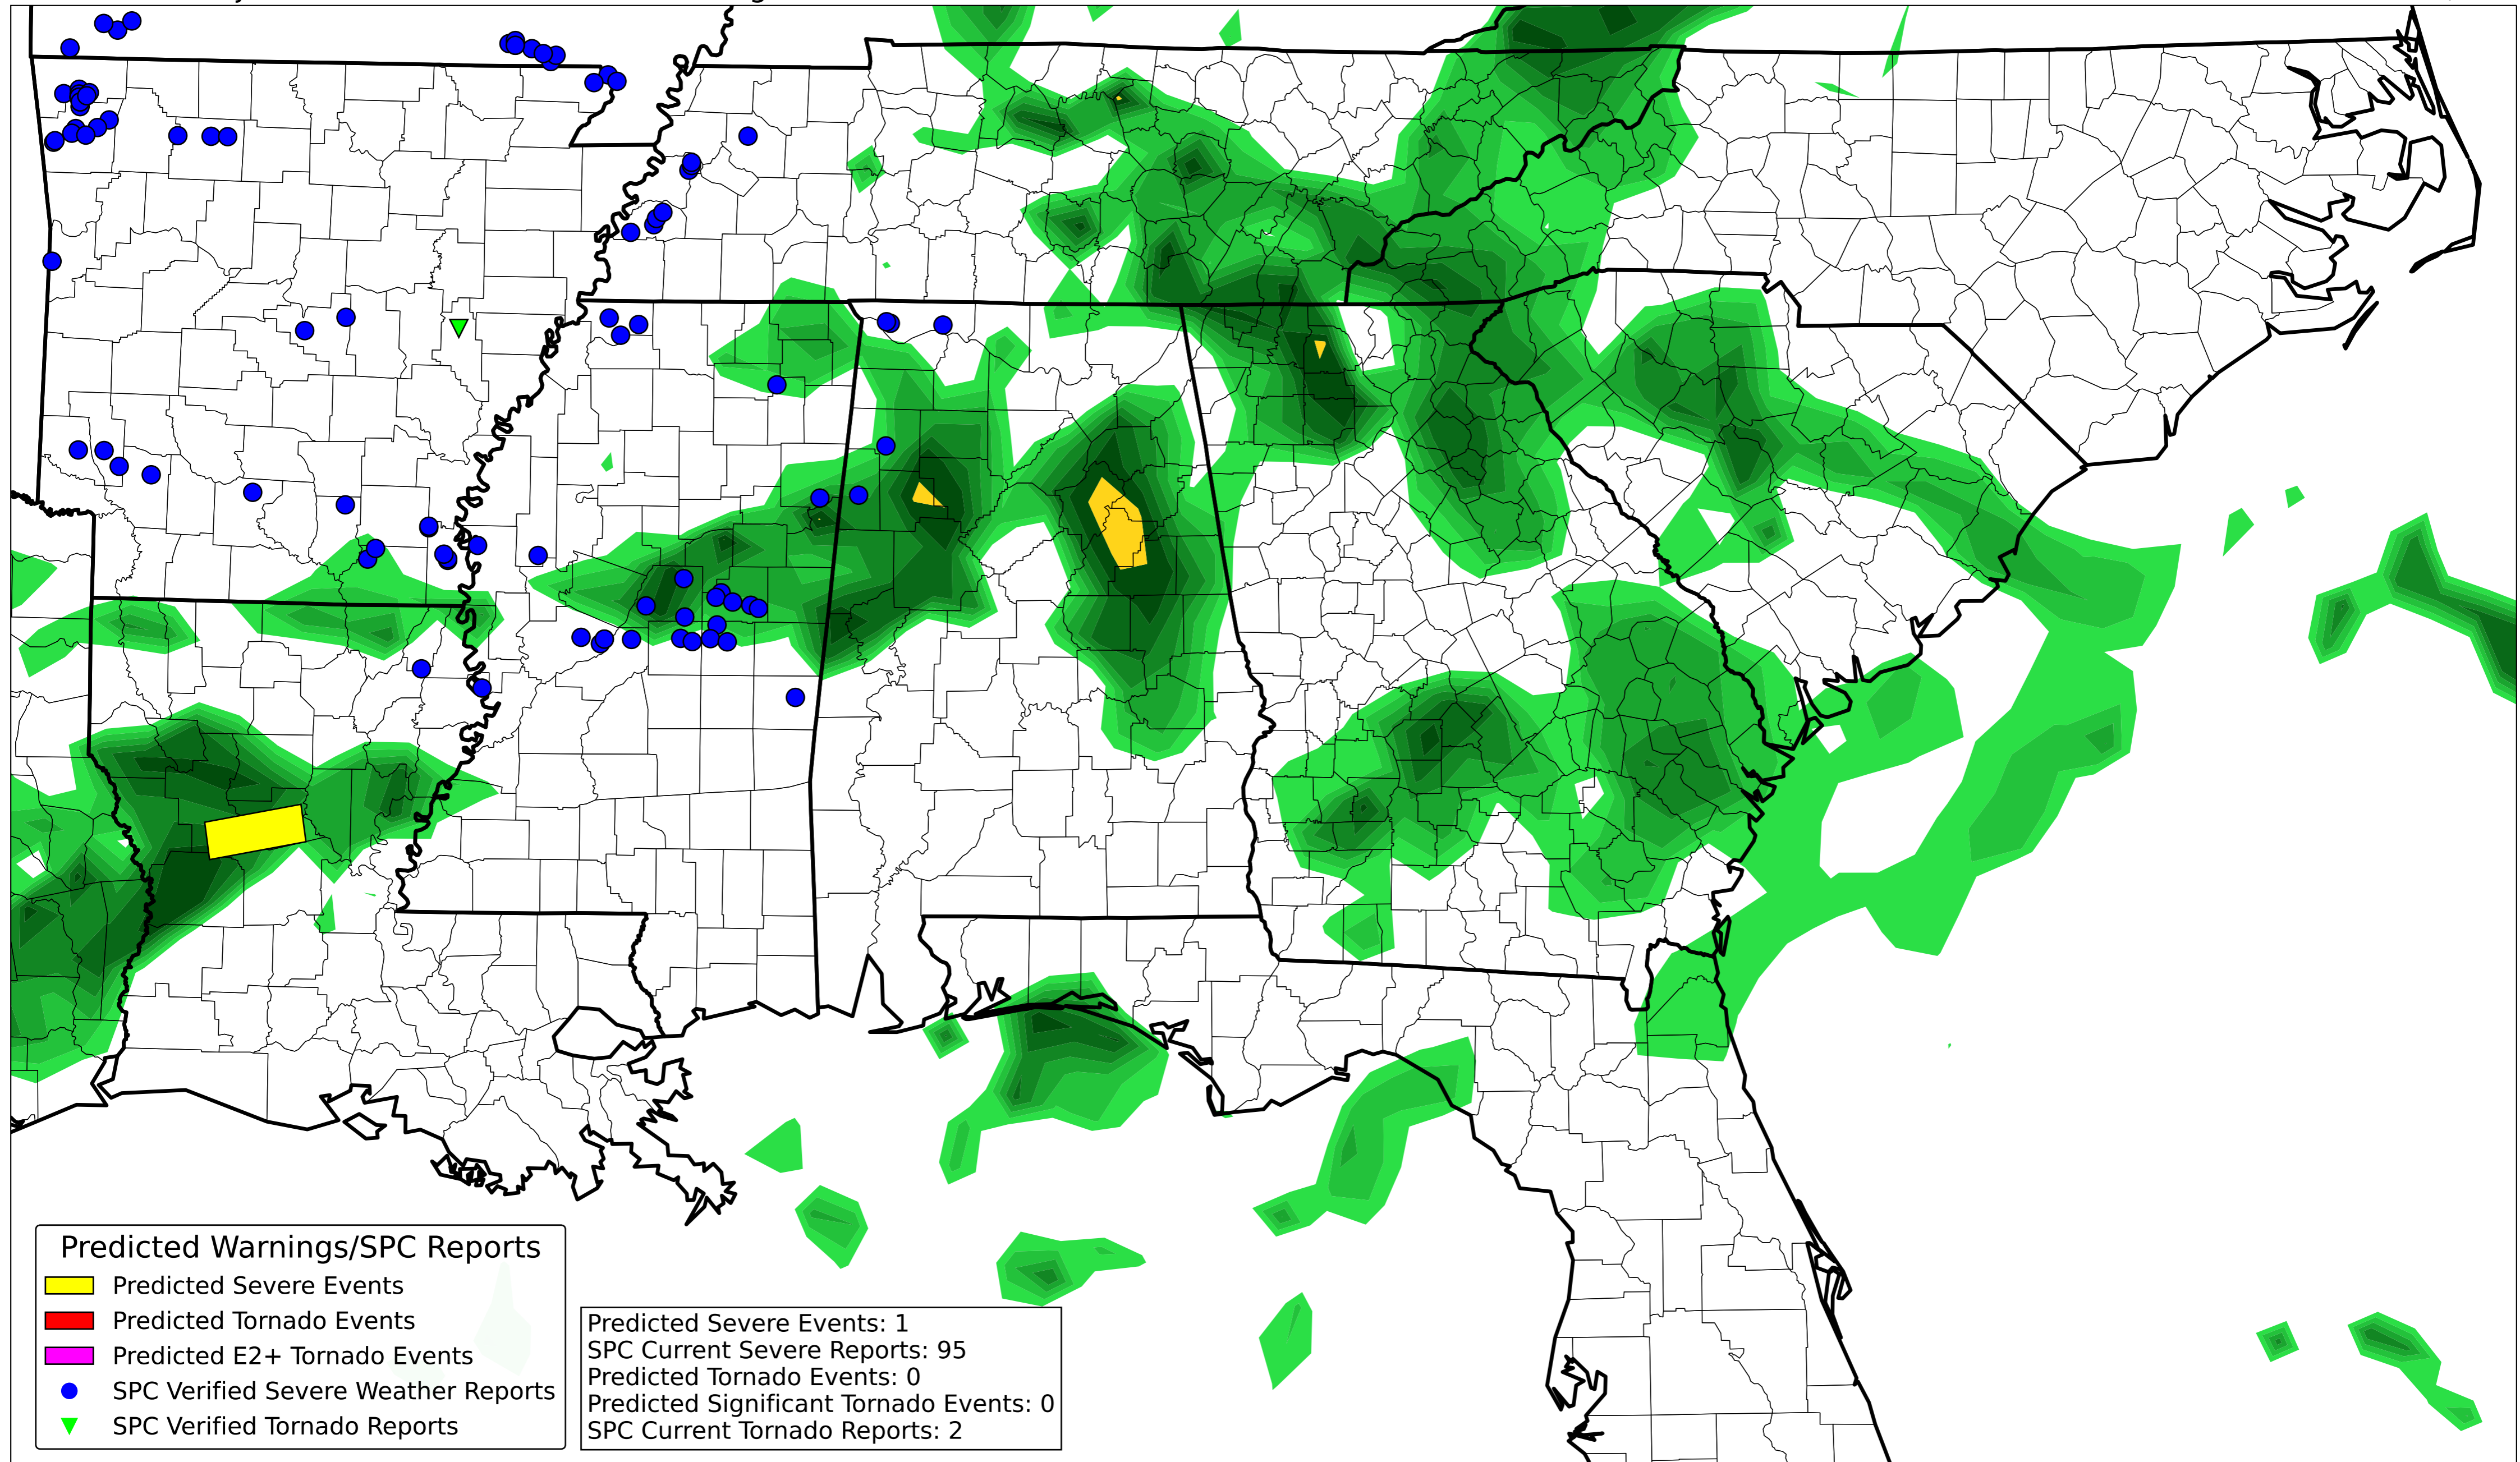 Predicted Warnings/SPC Reports
Predicted Severe Events
Predicted Tornado Events
Predicted E2+ Tornado Events
SPC Verified Severe Weather Reports
SPC Verified Tornado Reports
Predicted Severe Events: 1
SPC Current Severe Reports: 95
Predicted Tornado Events: 0
Predicted Significant Tornado Events: 0
SPC Current Tornado Reports: 2